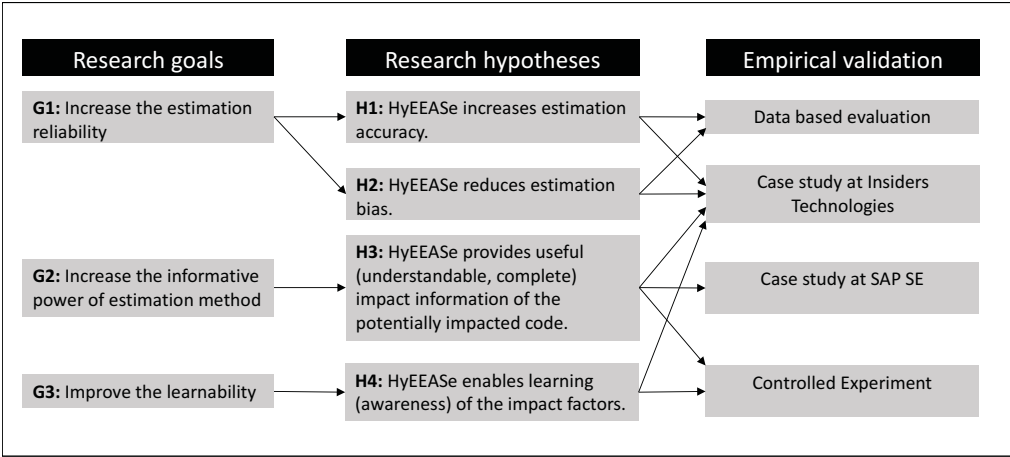 Research goals
Research hypotheses
Empirical validation
G1: Increase the estimation
reliability
H1: HyEEASe increases estimation
accuracy.
Data based evaluation
H2: HyEEASe reduces estimation
bias.
Case study at Insiders
Technologies
G2: Increase the informative
power of estimation method
H3: HyEEASe provides useful
(understandable, complete)
impact information of the
potentially impacted code.
Case study at SAP SE
G3: Improve the learnability
H4: HyEEASe enables learning
(awareness) of the impact factors.
Controlled Experiment